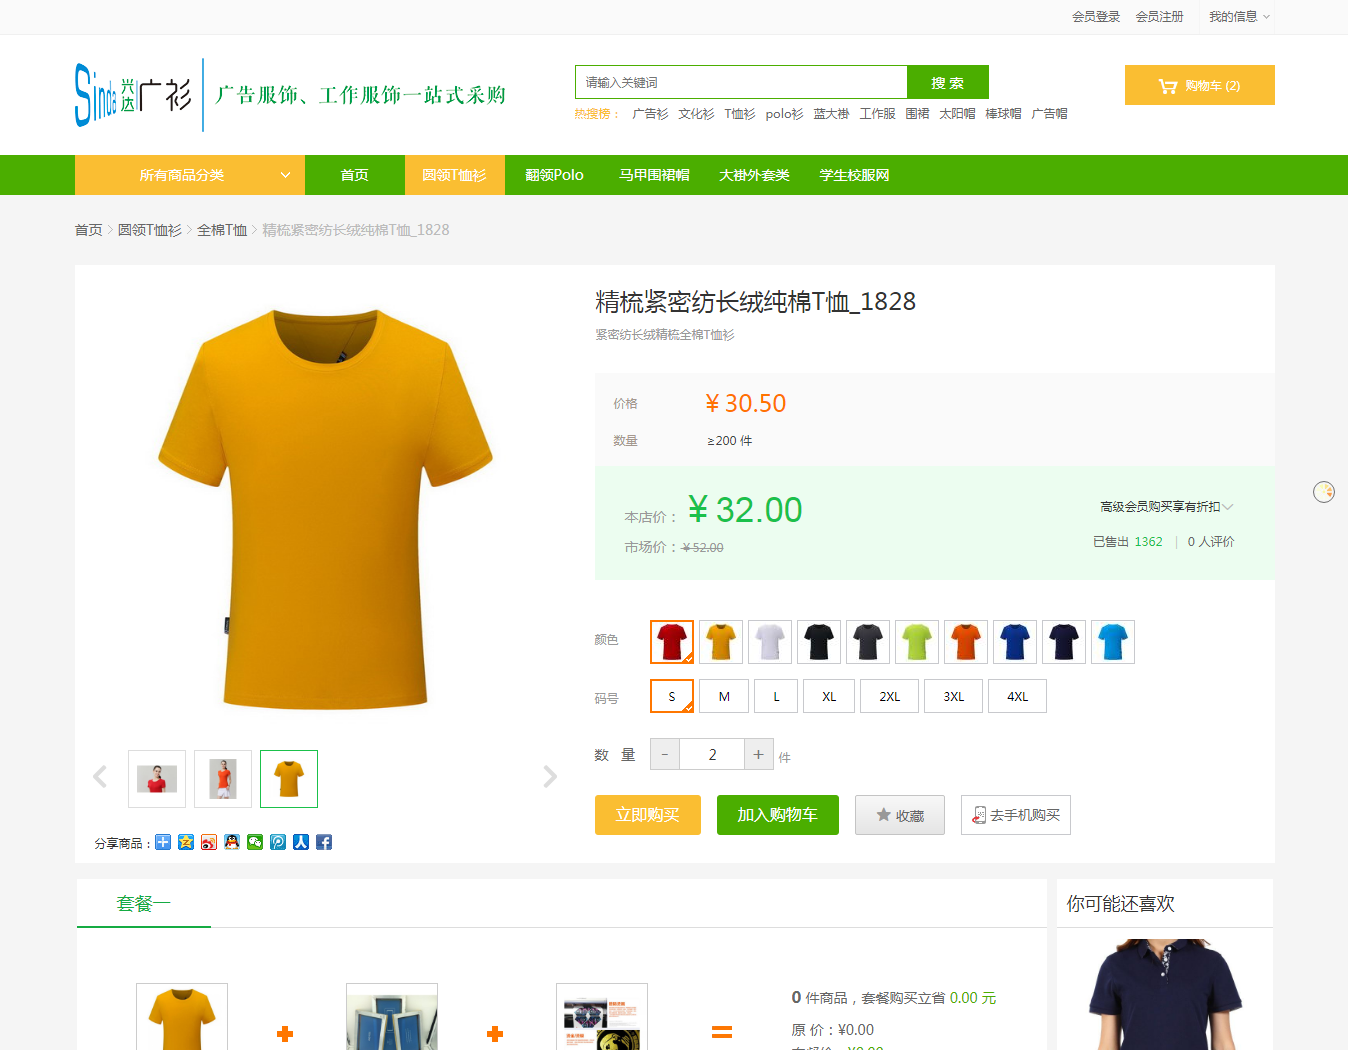 会员登录 会员注册 我的信息
Sinda 兴达 广衫 广告服饰、工作服饰一站式采购
请输入关键词 搜 索
购物车 (2)
热搜榜： 广告衫 文化衫 T恤衫 polo衫 蓝大褂 工作服 围裙 太阳帽 棒球帽 广告帽
所有商品分类 首页 圆领T恤衫 翻领Polo 马甲围裙帽 大褂外套类 学生校服网
首页 > 圆领T恤衫 > 全棉T恤 > 精梳紧密纺长绒纯棉T恤_1828
精梳紧密纺长绒纯棉T恤_1828
紧密纺长绒精梳全棉T恤衫
价格 ¥ 30.50
数量 ≥200 件
本店价： ¥ 32.00
高级会员购买享有折扣
市场价： ¥ 52.00
已售出 1362 | 0 人评价
颜色
码号 S M L XL 2XL 3XL 4XL
数 量 - 2 + 件
立即购买 加入购物车 收藏 去手机购买
分享商品：
套餐一
你可能还喜欢
0 件商品，套餐购买立省 0.00 元
原 价：¥0.00